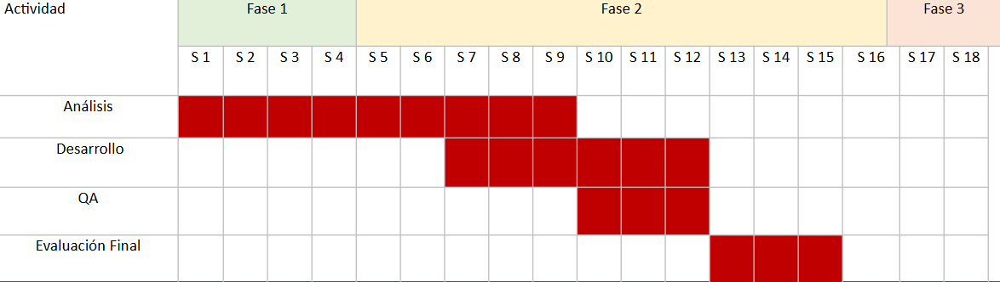 Actividad Fase 1 Fase 2 Fase 3
S 1 S 2 S 3 S 4 S 5 S 6 S 7 S 8 S 9 S 10 S 11 S 12 S 13 S 14 S 15 S 16 S 17 S 18
Análisis
Desarrollo
QA
Evaluación Final